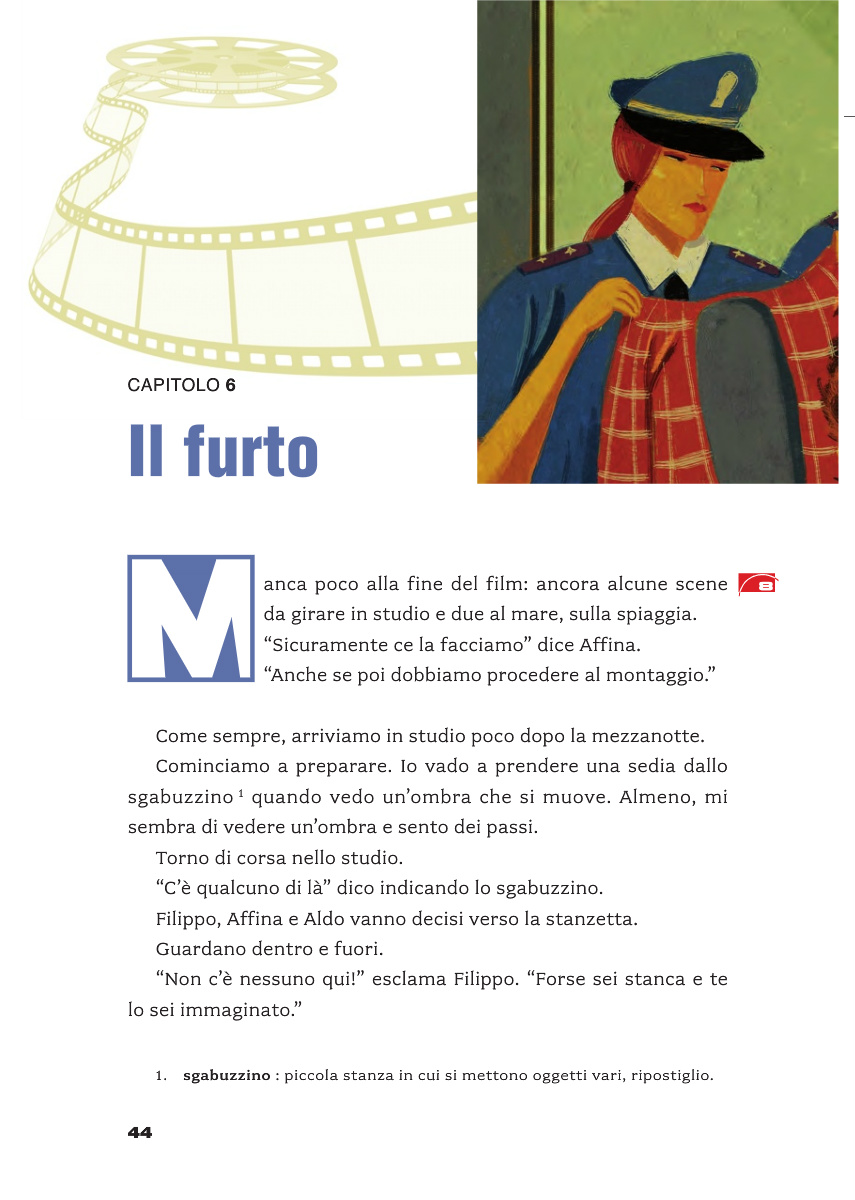 CAPITOLO 6
Il furto
Manca poco alla fine del film: ancora alcune scene
8
da girare in studio e due al mare, sulla spiaggia.
“Sicuramente ce la facciamo” dice Affina.
“Anche se poi dobbiamo procedere al montaggio.”
Come sempre, arriviamo in studio poco dopo la mezzanotte.
Cominciamo a preparare. Io vado a prendere una sedia dallo
sgabuzzino 1 quando vedo un’ombra che si muove. Almeno, mi
sembra di vedere un’ombra e sento dei passi.
Torno di corsa nello studio.
“C’è qualcuno di là” dico indicando lo sgabuzzino.
Filippo, Affina e Aldo vanno decisi verso la stanzetta.
Guardano dentro e fuori.
“Non c’è nessuno qui!” esclama Filippo. “Forse sei stanca e te
lo sei immaginato.”
1. sgabuzzino : piccola stanza in cui si mettono oggetti vari, ripostiglio.
44